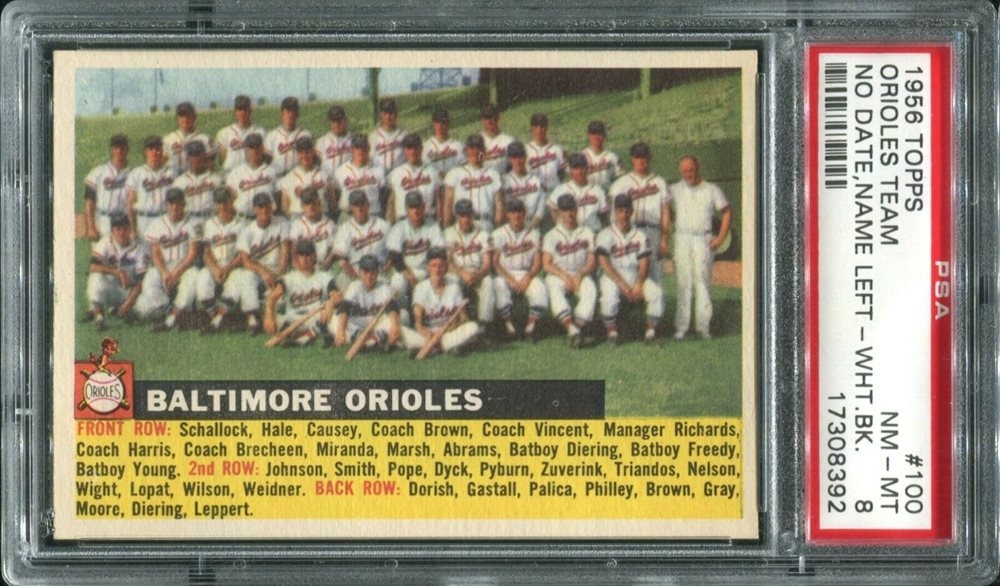 ORIOLES
BALTIMORE ORIOLES
FRONT ROW: Schallock, Hale, Causey, Coach Brown, Coach Vincent, Manager Richards,
Coach Harris, Coach Brecheen, Miranda, Marsh, Abrams, Batboy Diering, Batboy Freedy,
Batboy Young. 2nd ROW: Johnson, Smith, Pope, Dyck, Pyburn, Zuverink, Triandos, Nelson,
Wight, Lopat, Wilson, Weidner. BACK ROW: Dorish, Gastall, Palica, Philley, Brown, Gray,
Moore, Diering, Leppert.
PSA
1956 TOPPS #100
ORIOLES TEAM NM-MT
NO DATE,NAME LEFT-WHT.BK. 8
17308392